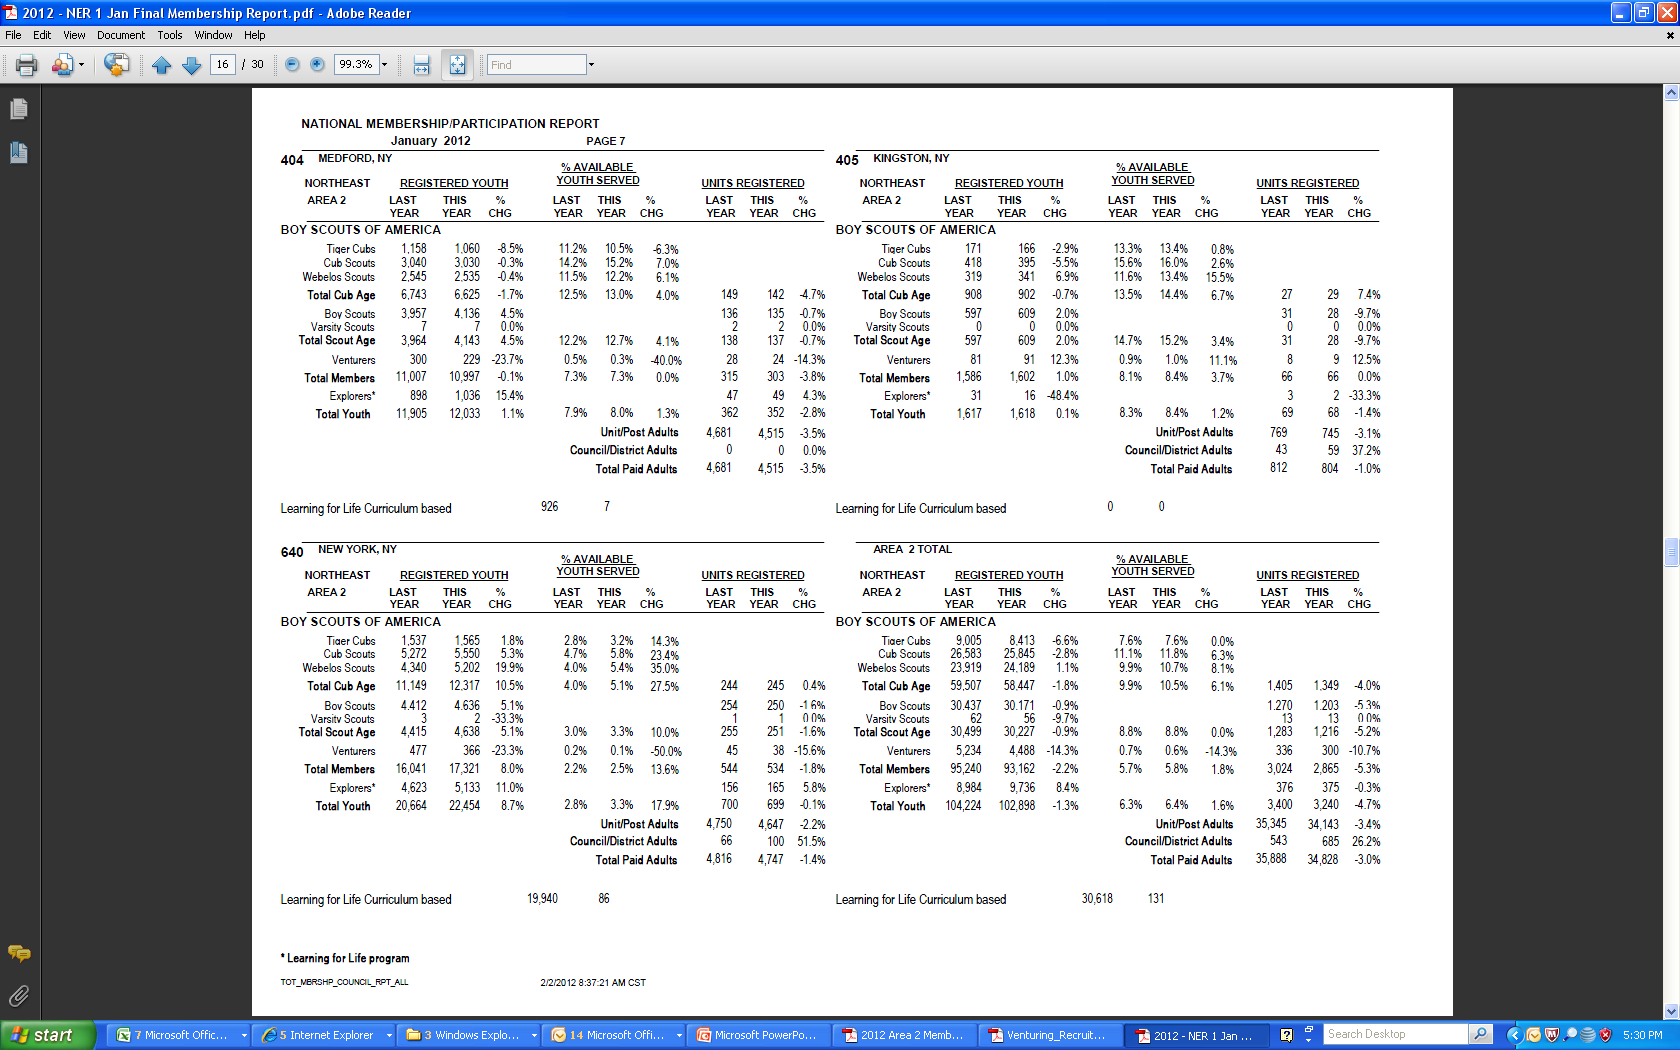 2012 - NER 1 Jan Final Membership Report.pdf - Adobe Reader
File Edit View Document Tools Window Help
16 / 30 99.3% Find
NATIONAL MEMBERSHIP/PARTICIPATION REPORT
January 2012 PAGE 7
404 MEDFORD, NY
% AVAILABLE
NORTHEAST REGISTERED YOUTH YOUTH SERVED UNITS REGISTERED
AREA 2 LAST THIS % LAST THIS % LAST THIS %
YEAR YEAR CHG YEAR YEAR CHG YEAR YEAR CHG
BOY SCOUTS OF AMERICA
Tiger Cubs 1,158 1,060 -8.5% 11.2% 10.5% -6.3%
Cub Scouts 3,040 3,030 -0.3% 14.2% 15.2% 7.0%
Webelos Scouts 2,545 2,535 -0.4% 11.5% 12.2% 6.1%
Total Cub Age 6,743 6,625 -1.7% 12.5% 13.0% 4.0% 149 142 -4.7%
Boy Scouts 3,957 4,136 4.5% 136 135 -0.7%
Varsity Scouts 7 7 0.0% 2 2 0.0%
Total Scout Age 3,964 4,143 4.5% 12.2% 12.7% 4.1% 138 137 -0.7%
Venturers 300 229 -23.7% 0.5% 0.3% -40.0% 28 24 -14.3%
Total Members 11,007 10,997 -0.1% 7.3% 7.3% 0.0% 315 303 -3.8%
Explorers* 898 1,036 15.4% 47 49 4.3%
Total Youth 11,905 12,033 1.1% 7.9% 8.0% 1.3% 362 352 -2.8%
Unit/Post Adults 4,681 4,515 -3.5%
Council/District Adults 0 0 0.0%
Total Paid Adults 4,681 4,515 -3.5%
Learning for Life Curriculum based 926 7
405 KINGSTON, NY
% AVAILABLE
NORTHEAST REGISTERED YOUTH YOUTH SERVED UNITS REGISTERED
AREA 2 LAST THIS % LAST THIS % LAST THIS %
YEAR YEAR CHG YEAR YEAR CHG YEAR YEAR CHG
BOY SCOUTS OF AMERICA
Tiger Cubs 171 166 -2.9% 13.3% 13.4% 0.8%
Cub Scouts 418 395 -5.5% 15.6% 16.0% 2.6%
Webelos Scouts 319 341 6.9% 11.6% 13.4% 15.5%
Total Cub Age 908 902 -0.7% 13.5% 14.4% 6.7% 27 29 7.4%
Boy Scouts 597 609 2.0% 31 28 -9.7%
Varsity Scouts 0 0 0.0% 0 0 0.0%
Total Scout Age 597 609 2.0% 14.7% 15.2% 3.4% 31 28 -9.7%
Venturers 81 91 12.3% 0.9% 1.0% 11.1% 8 9 12.5%
Total Members 1,586 1,602 1.0% 8.1% 8.4% 3.7% 66 66 0.0%
Explorers* 31 16 -48.4% 3 2 -33.3%
Total Youth 1,617 1,618 0.1% 8.3% 8.4% 1.2% 69 68 -1.4%
Unit/Post Adults 769 745 -3.1%
Council/District Adults 43 59 37.2%
Total Paid Adults 812 804 -1.0%
Learning for Life Curriculum based 0 0
640 NEW YORK, NY
% AVAILABLE
NORTHEAST REGISTERED YOUTH YOUTH SERVED UNITS REGISTERED
AREA 2 LAST THIS % LAST THIS % LAST THIS %
YEAR YEAR CHG YEAR YEAR CHG YEAR YEAR CHG
BOY SCOUTS OF AMERICA
Tiger Cubs 1,537 1,565 1.8% 2.8% 3.2% 14.3%
Cub Scouts 5,272 5,550 5.3% 4.7% 5.8% 23.4%
Webelos Scouts 4,340 5,202 19.9% 4.0% 5.4% 35.0%
Total Cub Age 11,149 12,317 10.5% 4.0% 5.1% 27.5% 244 245 0.4%
Boy Scouts 4,412 4,636 5.1% 254 250 -1.6%
Varsity Scouts 3 2 -33.3% 1 1 0.0%
Total Scout Age 4,415 4,638 5.1% 3.0% 3.3% 10.0% 255 251 -1.6%
Venturers 477 366 -23.3% 0.2% 0.1% -50.0% 45 38 -15.6%
Total Members 16,041 17,321 8.0% 2.2% 2.5% 13.6% 544 534 -1.8%
Explorers* 4,623 5,133 11.0% 156 165 5.8%
Total Youth 20,664 22,454 8.7% 2.8% 3.3% 17.9% 700 699 -0.1%
Unit/Post Adults 4,750 4,647 -2.2%
Council/District Adults 66 100 51.5%
Total Paid Adults 4,816 4,747 -1.4%
Learning for Life Curriculum based 19,940 86
AREA 2 TOTAL
% AVAILABLE
NORTHEAST REGISTERED YOUTH YOUTH SERVED UNITS REGISTERED
AREA 2 LAST THIS % LAST THIS % LAST THIS %
YEAR YEAR CHG YEAR YEAR CHG YEAR YEAR CHG
BOY SCOUTS OF AMERICA
Tiger Cubs 9,005 8,413 -6.6% 7.6% 7.6% 0.0%
Cub Scouts 26,583 25,845 -2.8% 11.1% 11.8% 6.3%
Webelos Scouts 23,919 24,189 1.1% 9.9% 10.7% 8.1%
Total Cub Age 59,507 58,447 -1.8% 9.9% 10.5% 6.1% 1,405 1,349 -4.0%
Boy Scouts 30,437 30,171 -0.9% 1,270 1,203 -5.3%
Varsity Scouts 62 56 -9.7% 13 13 0.0%
Total Scout Age 30,499 30,227 -0.9% 8.8% 8.8% 0.0% 1,283 1,216 -5.2%
Venturers 5,234 4,488 -14.3% 0.7% 0.6% -14.3% 336 300 -10.7%
Total Members 95,240 93,162 -2.2% 5.7% 5.8% 1.8% 3,024 2,865 -5.3%
Explorers* 8,984 9,736 8.4% 376 375 -0.3%
Total Youth 104,224 102,898 -1.3% 6.3% 6.4% 1.6% 3,400 3,240 -4.7%
Unit/Post Adults 35,345 34,143 -3.4%
Council/District Adults 543 685 26.2%
Total Paid Adults 35,888 34,828 -3.0%
Learning for Life Curriculum based 30,618 131
* Learning for Life program
TOT_MBRSHP_COUNCIL_RPT_ALL 2/2/2012 8:37:21 AM CST
start 7 Microsoft Offic... 5 Internet Explorer 3 Windows Explo... 14 Microsoft Offi... Microsoft PowerPo... 2012 Area 2 Memb... Venturing_Recruit... 2012 - NER 1 Jan ... Search Desktop 5:30 PM